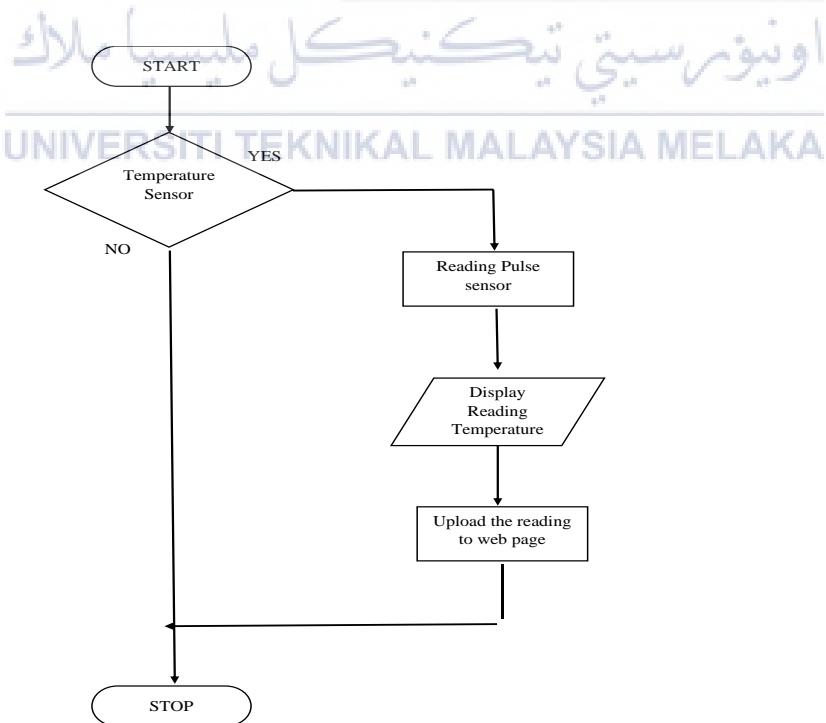 اونيۏرسيتي تيكنيكل مليسيا ملاك
START
UNIVERSITI TEKNIKAL MALAYSIA MELAKA
YES
Temperature
Sensor
NO
Reading Pulse
sensor
Display
Reading
Temperature
Upload the reading
to web page
STOP